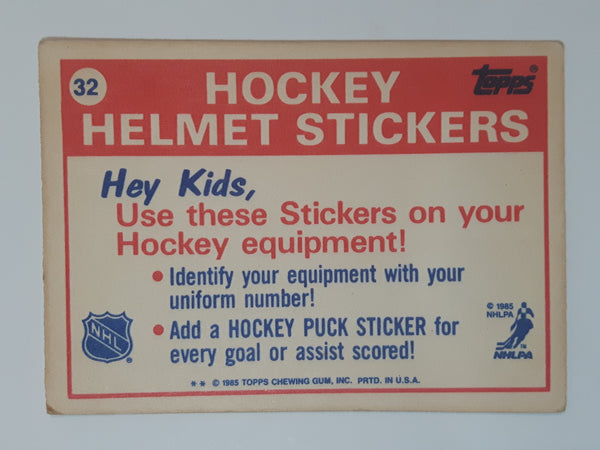 32
HOCKEY
topps®
HELMET STICKERS
Hey Kids,
Use these Stickers on your
Hockey equipment!
• Identify your equipment with your
uniform number!
• Add a HOCKEY PUCK STICKER for
every goal or assist scored!
NHL®
© 1985
NHLPA
TM
NHLPA
** © 1985 TOPPS CHEWING GUM, INC. PRTD. IN U.S.A.